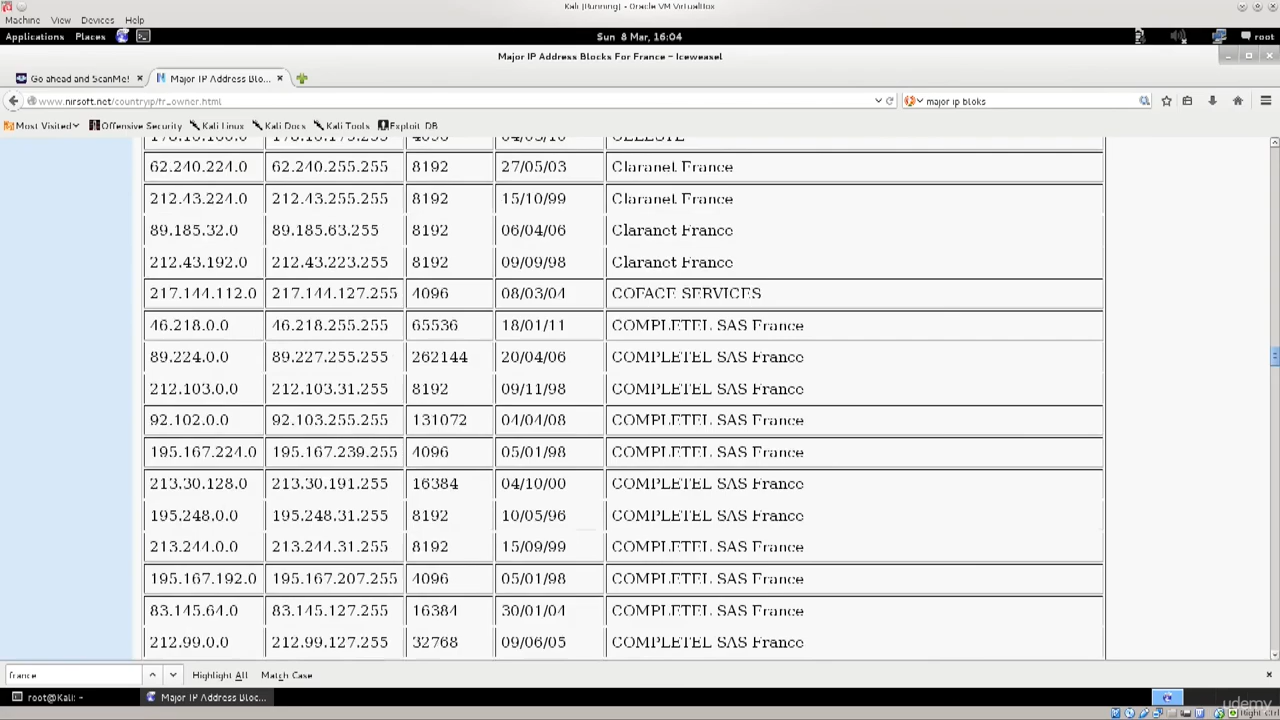 Kali [Running] - Oracle VM VirtualBox
Machine View Devices Help
Applications Places Sun 8 Mar, 16:04 root
Major IP Address Blocks For France - Iceweasel
Go ahead and ScanMe! Major IP Address Blo...
www.nirsoft.net/countryip/fr_owner.html major ip bloks
Most Visited Offensive Security Kali Linux Kali Docs Kali Tools Exploit-DB
178.16.160.0 178.16.175.255 4096 CELESTE
62.240.224.0 62.240.255.255 8192 27/05/03 Claranet France
212.43.224.0 212.43.255.255 8192 15/10/99 Claranet France
89.185.32.0 89.185.63.255 8192 06/04/06 Claranet France
212.43.192.0 212.43.223.255 8192 09/09/98 Claranet France
217.144.112.0 217.144.127.255 4096 08/03/04 COFACE SERVICES
46.218.0.0 46.218.255.255 65536 18/01/11 COMPLETEL SAS France
89.224.0.0 89.227.255.255 262144 20/04/06 COMPLETEL SAS France
212.103.0.0 212.103.31.255 8192 09/11/98 COMPLETEL SAS France
92.102.0.0 92.103.255.255 131072 04/04/08 COMPLETEL SAS France
195.167.224.0 195.167.239.255 4096 05/01/98 COMPLETEL SAS France
213.30.128.0 213.30.191.255 16384 04/10/00 COMPLETEL SAS France
195.248.0.0 195.248.31.255 8192 10/05/96 COMPLETEL SAS France
213.244.0.0 213.244.31.255 8192 15/09/99 COMPLETEL SAS France
195.167.192.0 195.167.207.255 4096 05/01/98 COMPLETEL SAS France
83.145.64.0 83.145.127.255 16384 30/01/04 COMPLETEL SAS France
212.99.0.0 212.99.127.255 32768 09/06/05 COMPLETEL SAS France
france Highlight All Match Case
root@Kali: ~ Major IP Address Bloc...
udemy
Right Ctrl